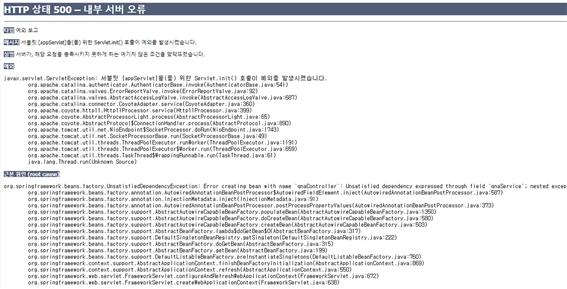 HTTP 상태 500 – 내부 서버 오류
타입 예외 보고
메시지 서블릿 [appServlet]을(를) 위한 Servlet.init() 호출이 예외를 발생시켰습니다.
설명 서버가, 해당 요청을 충족시키지 못하게 하는 예기치 않은 조건을 맞닥뜨렸습니다.
예외
javax.servlet.ServletException: 서블릿 [appServlet]을(를) 위한 Servlet.init() 호출이 예외를 발생시켰습니다.
org.apache.catalina.authenticator.AuthenticatorBase.invoke(AuthenticatorBase.java:541)
org.apache.catalina.valves.ErrorReportValve.invoke(ErrorReportValve.java:92)
org.apache.catalina.valves.AbstractAccessLogValve.invoke(AbstractAccessLogValve.java:687)
org.apache.catalina.connector.CoyoteAdapter.service(CoyoteAdapter.java:360)
org.apache.coyote.http11.Http11Processor.service(Http11Processor.java:399)
org.apache.coyote.AbstractProcessorLight.process(AbstractProcessorLight.java:65)
org.apache.coyote.AbstractProtocol$ConnectionHandler.process(AbstractProtocol.java:890)
org.apache.tomcat.util.net.NioEndpoint$SocketProcessor.doRun(NioEndpoint.java:1743)
org.apache.tomcat.util.net.SocketProcessorBase.run(SocketProcessorBase.java:49)
org.apache.tomcat.util.threads.ThreadPoolExecutor.runWorker(ThreadPoolExecutor.java:1191)
org.apache.tomcat.util.threads.ThreadPoolExecutor$Worker.run(ThreadPoolExecutor.java:659)
org.apache.tomcat.util.threads.TaskThread$WrappingRunnable.run(TaskThread.java:61)
java.lang.Thread.run(Unknown Source)
근본 원인 (root cause)
org.springframework.beans.factory.UnsatisfiedDependencyException: Error creating bean with name 'qnaController': Unsatisfied dependency expressed through field 'qnaService'; nested excep
org.springframework.beans.factory.annotation.AutowiredAnnotationBeanPostProcessor$AutowiredFieldElement.inject(AutowiredAnnotationBeanPostProcessor.java:587)
org.springframework.beans.factory.annotation.InjectionMetadata.inject(InjectionMetadata.java:91)
org.springframework.beans.factory.annotation.AutowiredAnnotationBeanPostProcessor.postProcessPropertyValues(AutowiredAnnotationBeanPostProcessor.java:373)
org.springframework.beans.factory.support.AbstractAutowireCapableBeanFactory.populateBean(AbstractAutowireCapableBeanFactory.java:1350)
org.springframework.beans.factory.support.AbstractAutowireCapableBeanFactory.doCreateBean(AbstractAutowireCapableBeanFactory.java:580)
org.springframework.beans.factory.support.AbstractAutowireCapableBeanFactory.createBean(AbstractAutowireCapableBeanFactory.java:503)
org.springframework.beans.factory.support.AbstractBeanFactory.lambda$doGetBean$0(AbstractBeanFactory.java:317)
org.springframework.beans.factory.support.DefaultSingletonBeanRegistry.getSingleton(DefaultSingletonBeanRegistry.java:222)
org.springframework.beans.factory.support.AbstractBeanFactory.doGetBean(AbstractBeanFactory.java:315)
org.springframework.beans.factory.support.AbstractBeanFactory.getBean(AbstractBeanFactory.java:199)
org.springframework.beans.factory.support.DefaultListableBeanFactory.preInstantiateSingletons(DefaultListableBeanFactory.java:760)
org.springframework.context.support.AbstractApplicationContext.finishBeanFactoryInitialization(AbstractApplicationContext.java:869)
org.springframework.context.support.AbstractApplicationContext.refresh(AbstractApplicationContext.java:550)
org.springframework.web.servlet.FrameworkServlet.configureAndRefreshWebApplicationContext(FrameworkServlet.java:672)
org.springframework.web.servlet.FrameworkServlet.createWebApplicationContext(FrameworkServlet.java:638)